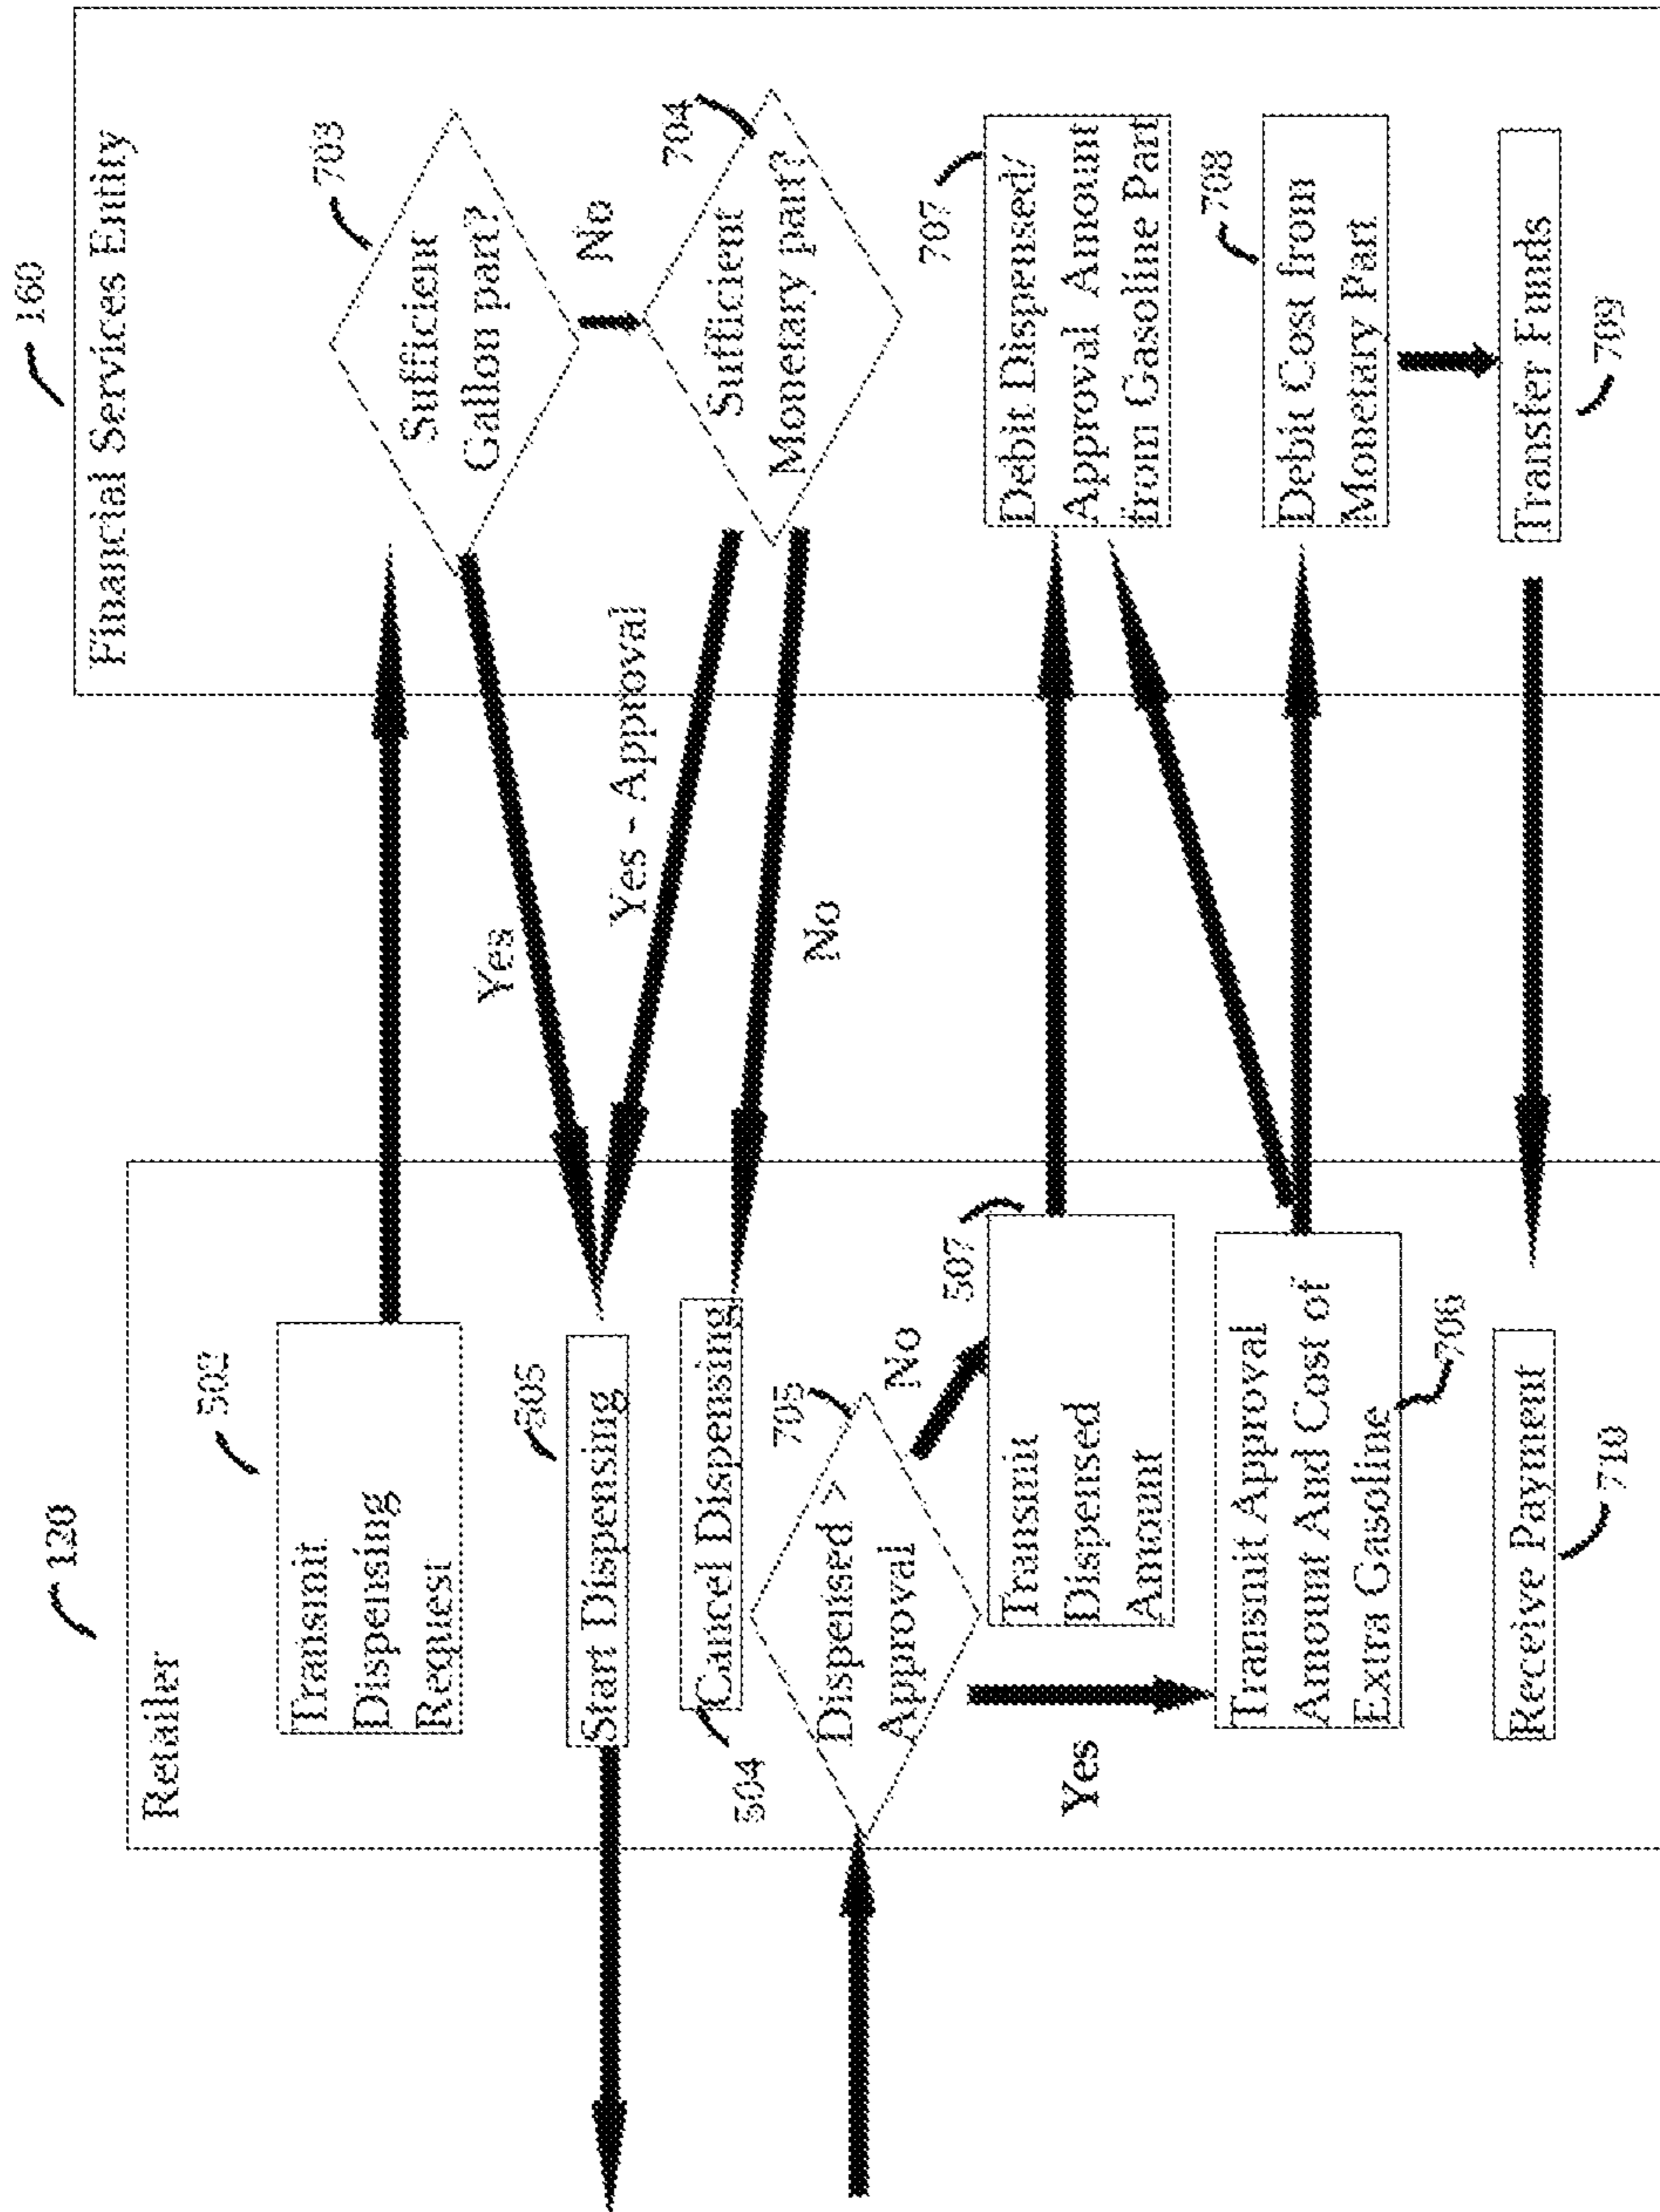 160
Financial Services Entity
703
Sufficient
Gallon part?
No
704
Sufficient
Monetary part?
Yes
Yes - Approval
No
707
Debit Dispensed/
Approval Amount
from Gasoline Part
708
Debit Cost from
Monetary Part
Transfer Funds
709
120
Retailer
502
Transmit
Dispensing
Request
505
Start Dispensing
Cancel Dispensing
504
705
Dispensed >
Approval
No
507
Transmit
Dispensed
Amount
Yes
Transmit Approval
Amount And Cost of
Extra Gasoline
706
Receive Payment
710